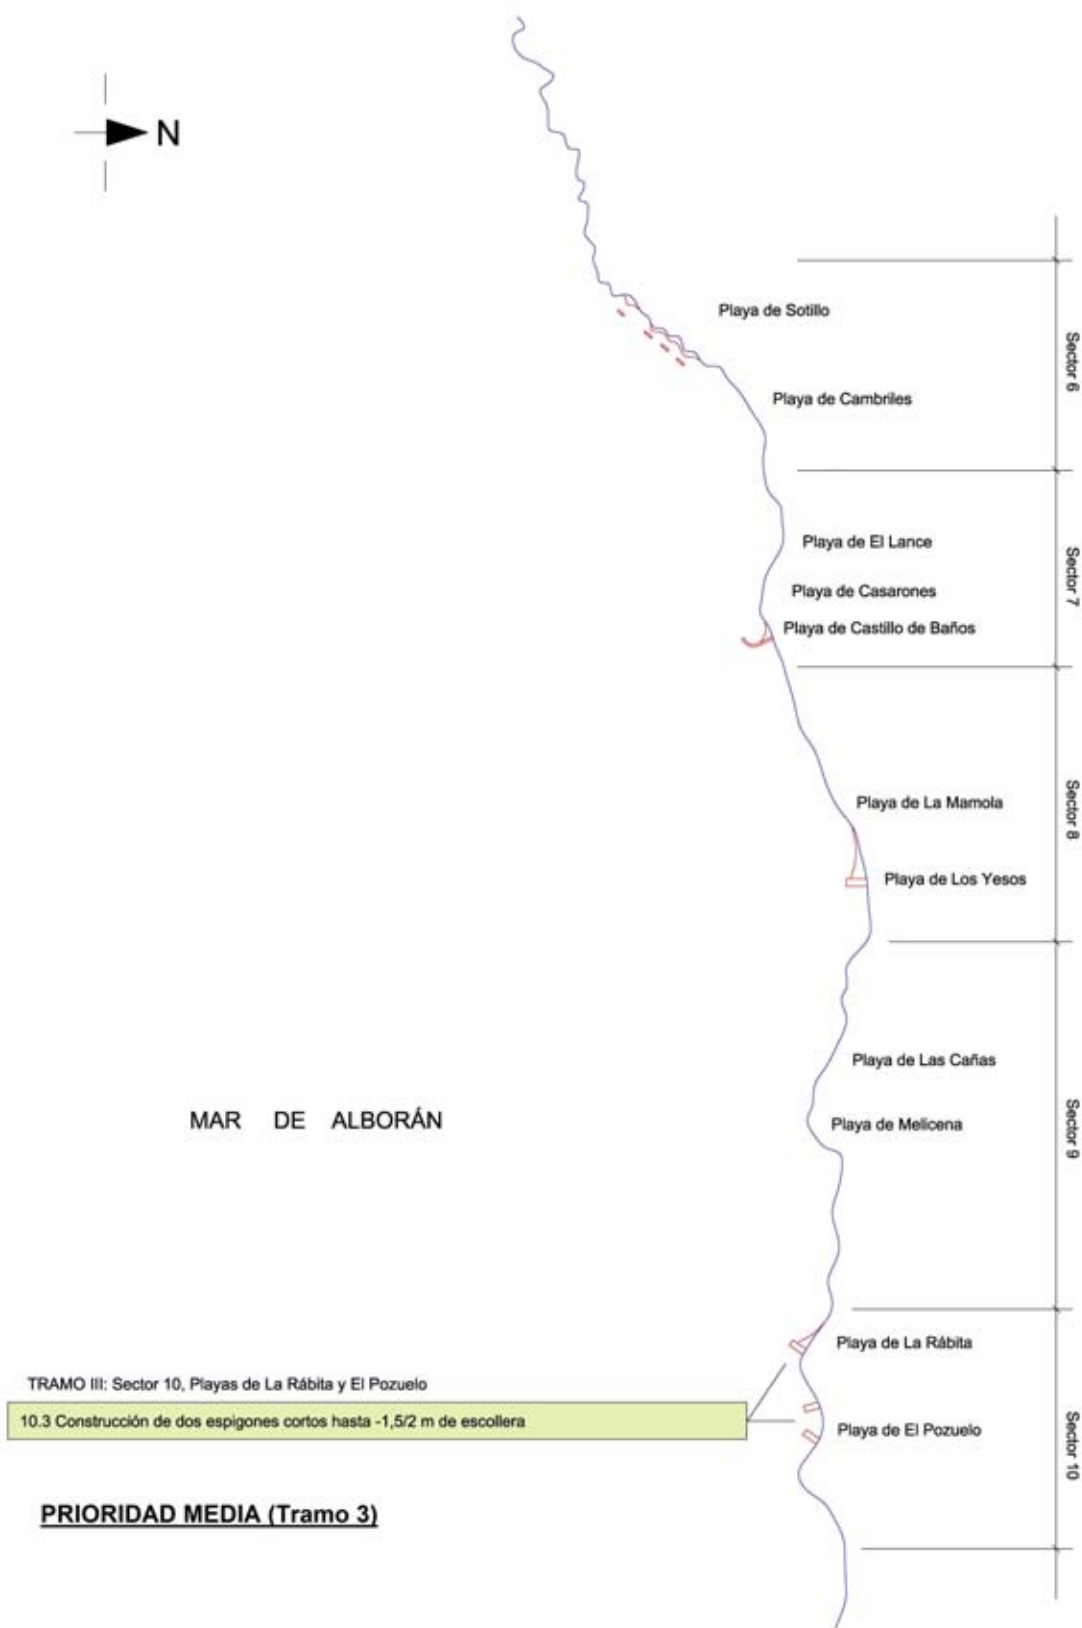 N
Playa de Sotillo
Sector 6
Playa de Cambriles
Playa de El Lance
Sector 7
Playa de Casarones
Playa de Castillo de Baños
Playa de La Mamola
Sector 8
Playa de Los Yesos
Playa de Las Cañas
MAR DE ALBORÁN
Playa de Melicena
Sector 9
Playa de La Rábita
TRAMO III: Sector 10, Playas de La Rábita y El Pozuelo
10.3 Construcción de dos espigones cortos hasta -1,5/2 m de escollera
Playa de El Pozuelo
Sector 10
PRIORIDAD MEDIA (Tramo 3)